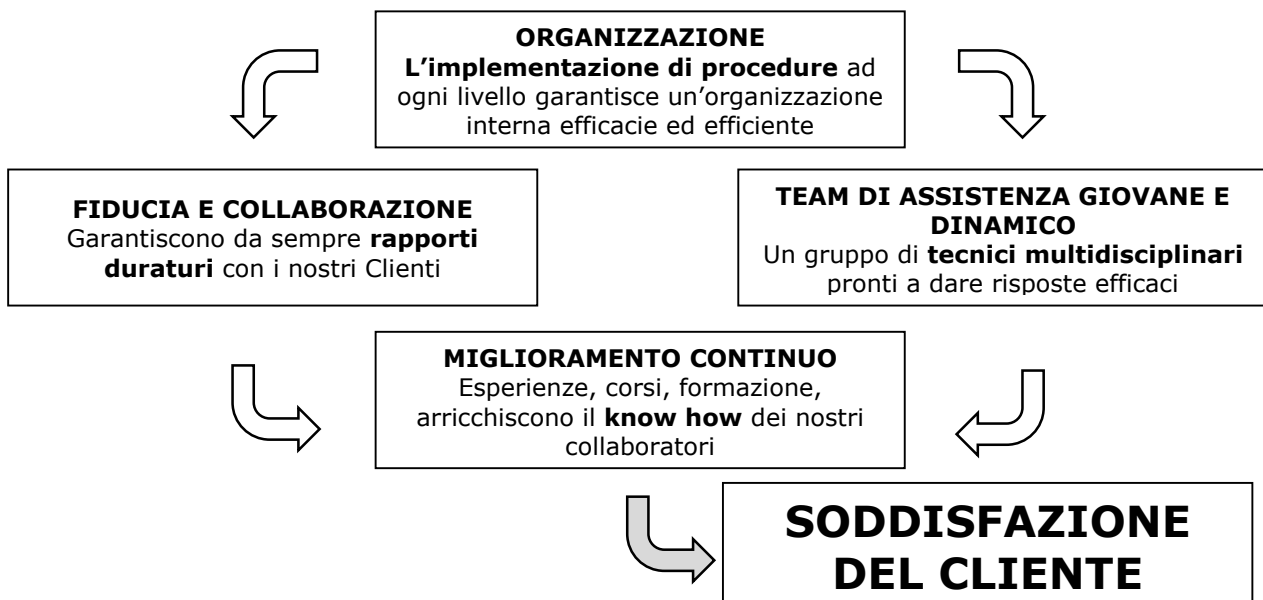 ORGANIZZAZIONE
L'implementazione di procedure ad
ogni livello garantisce un'organizzazione
interna efficacie ed efficiente
FIDUCIA E COLLABORAZIONE
Garantiscono da sempre rapporti
duraturi con i nostri Clienti
TEAM DI ASSISTENZA GIOVANE E
DINAMICO
Un gruppo di tecnici multidisciplinari
pronti a dare risposte efficaci
MIGLIORAMENTO CONTINUO
Esperienze, corsi, formazione,
arricchiscono il know how dei nostri
collaboratori
SODDISFAZIONE
DEL CLIENTE